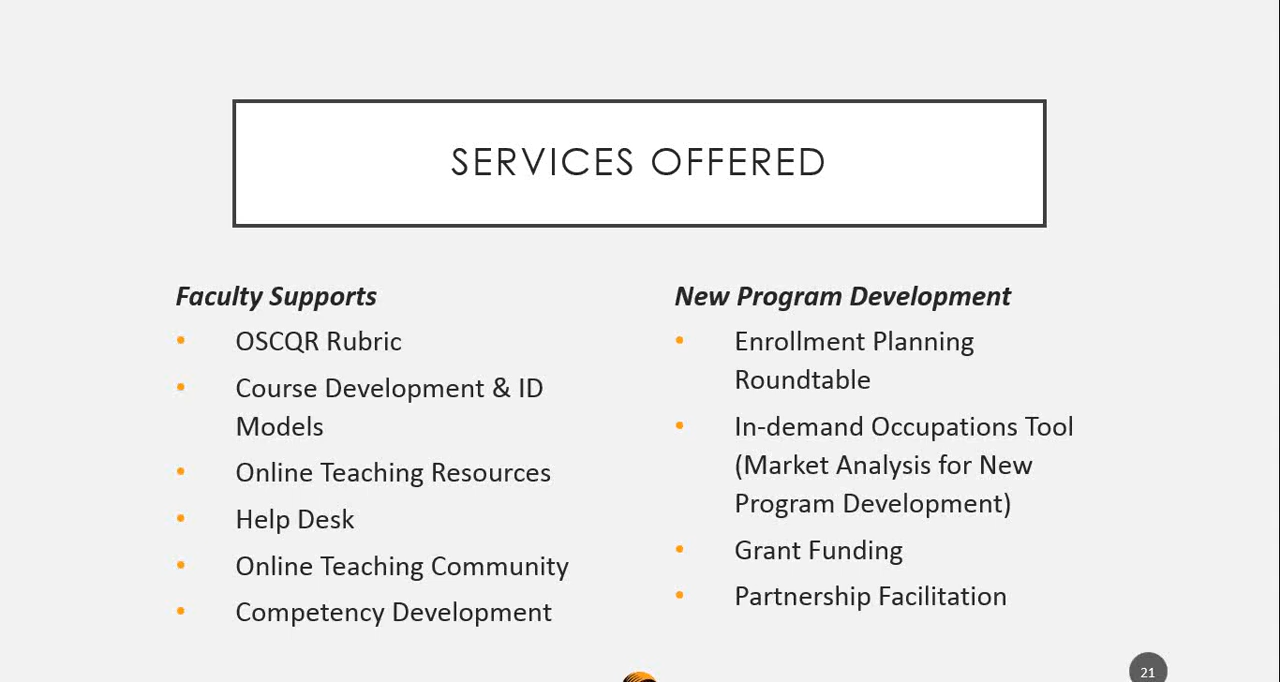 SERVICES OFFERED
Faculty Supports
• OSCQR Rubric
• Course Development & ID
Models
• Online Teaching Resources
• Help Desk
• Online Teaching Community
• Competency Development
New Program Development
• Enrollment Planning
Roundtable
• In-demand Occupations Tool
(Market Analysis for New
Program Development)
• Grant Funding
• Partnership Facilitation
21